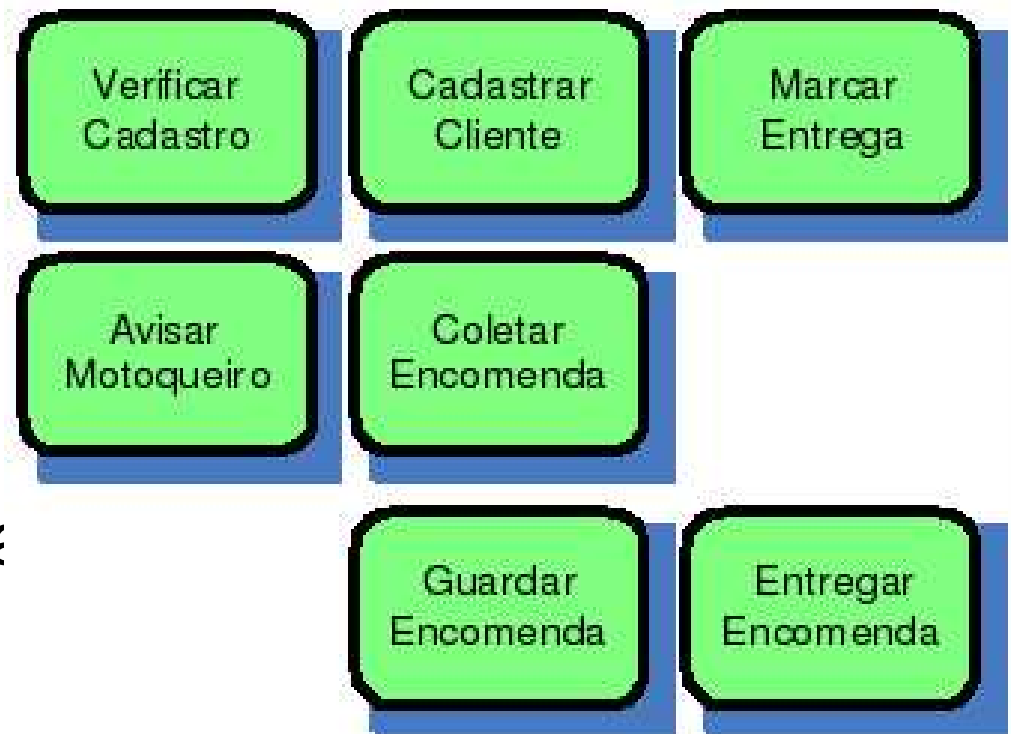 Verificar
Cadastro
Cadastrar
Cliente
Marcar
Entrega
Avisar
Motoqueiro
Coletar
Encomenda
Guardar
Encomenda
Entregar
Encomenda